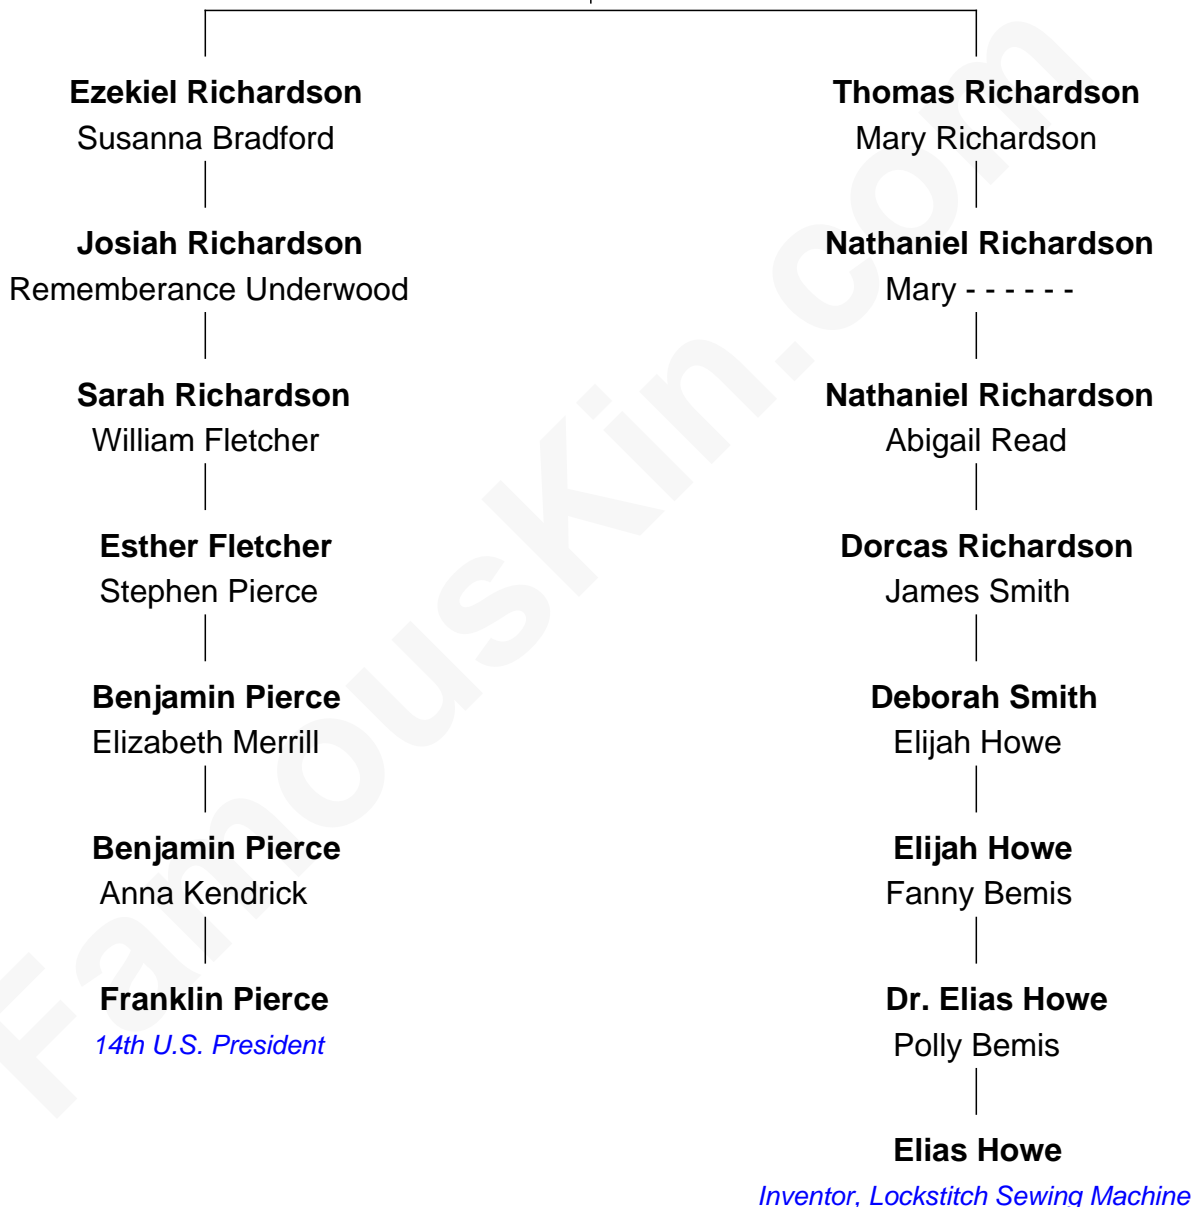 Ezekiel Richardson
Susanna Bradford
Josiah Richardson
Rememberance Underwood
Sarah Richardson
William Fletcher
Esther Fletcher
Stephen Pierce
Benjamin Pierce
Elizabeth Merrill
Benjamin Pierce
Anna Kendrick
Franklin Pierce
14th U.S. President
Thomas Richardson
Mary Richardson
Nathaniel Richardson
Mary - - - - - -
Nathaniel Richardson
Abigail Read
Dorcas Richardson
James Smith
Deborah Smith
Elijah Howe
Elijah Howe
Fanny Bemis
Dr. Elias Howe
Polly Bemis
Elias Howe
Inventor, Lockstitch Sewing Machine
FamousKin.com